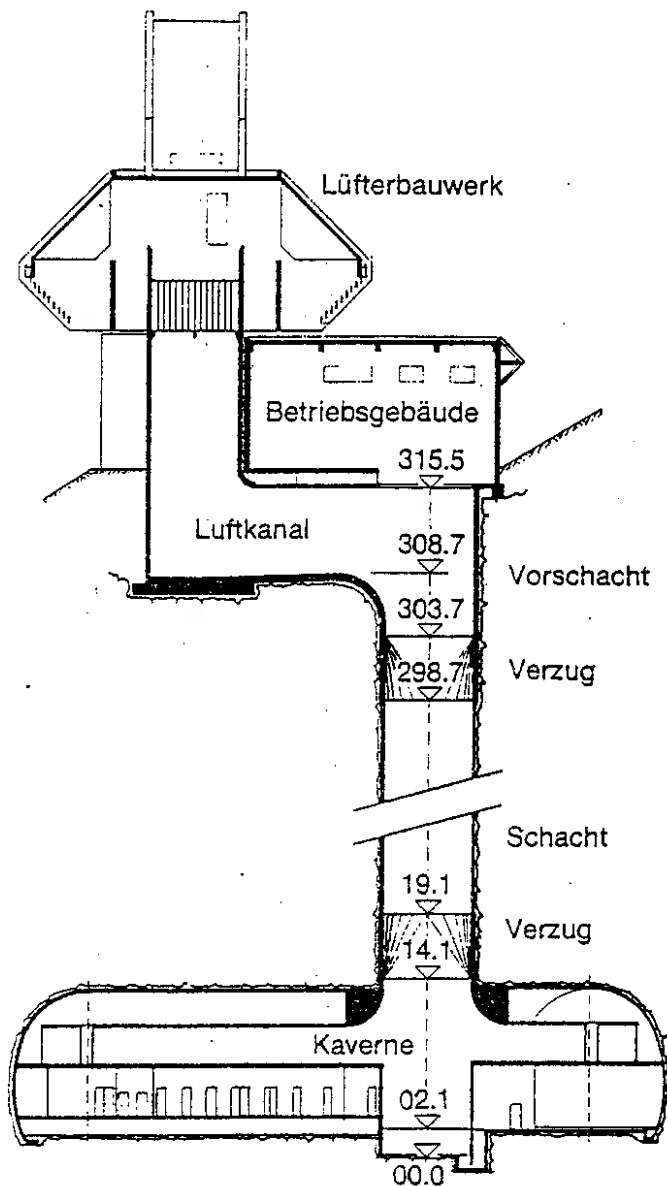 Lüfterbauwerk
Betriebsgebäude
315.5
Luftkanal
308.7
Vorschacht
303.7
298.7
Verzug
Schacht
19.1
Verzug
14.1
Kaverne
02.1
00.0